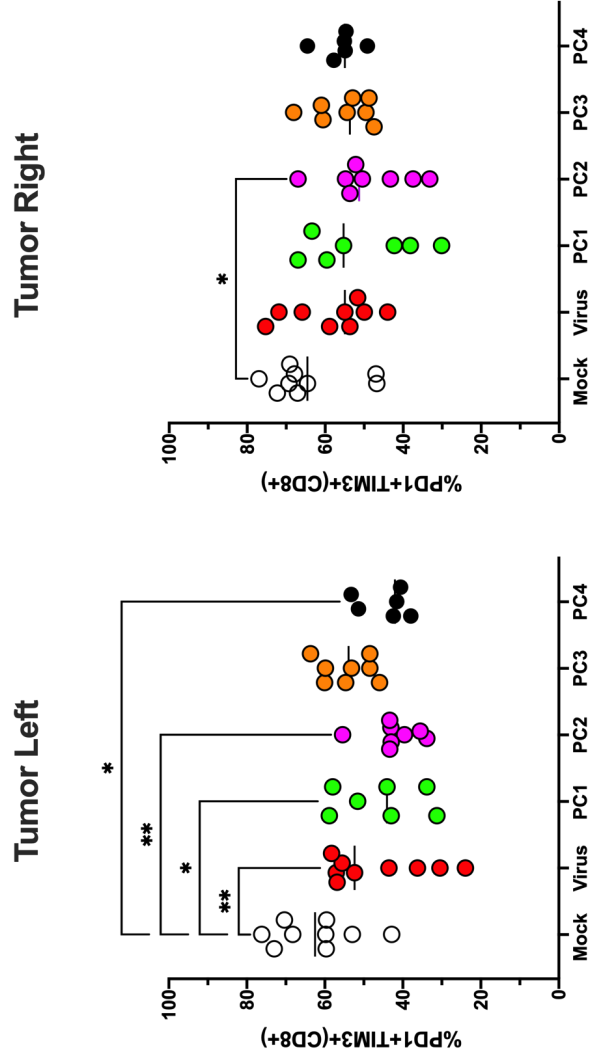 Tumor Left
*
**
*
**
100
80
60
40
20
0
%PD1+TIM3+(CD8+
Mock Virus PC1 PC2 PC3 PC4
Tumor Right
*
100
80
60
40
20
0
%PD1+TIM3+(CD8+)
Mock Virus PC1 PC2 PC3 PC4